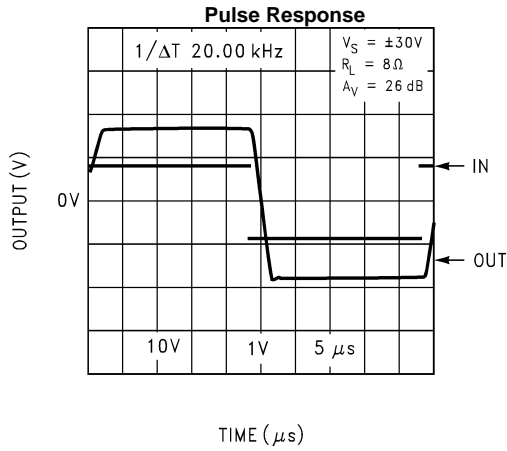 Pulse Response
1/ΔT 20.00 kHz
V_S = ±30V
R_L = 8Ω
A_V = 26 dB
IN
OUTPUT (V)
0V
OUT
10V 1V 5 μs
TIME (μs)